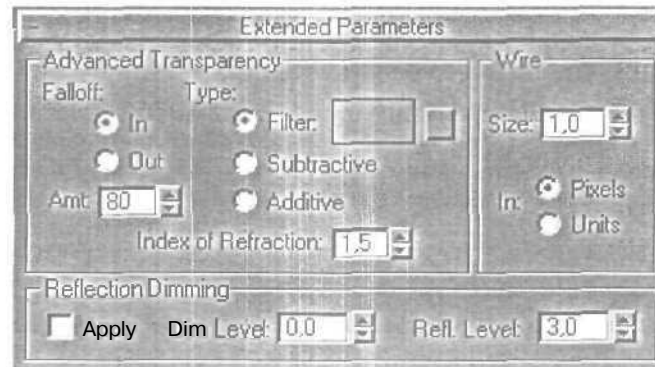 Extended Parameters
Advanced Transparency
Falloff: Type:
In Filter:
Out Subtractive
Amt: 80 Additive
Index of Refraction: 1,5
Wire
Size: 1,0
In: Pixels
Units
Reflection Dimming
Apply Dim Level: 0,0 Refl. Level: 3,0